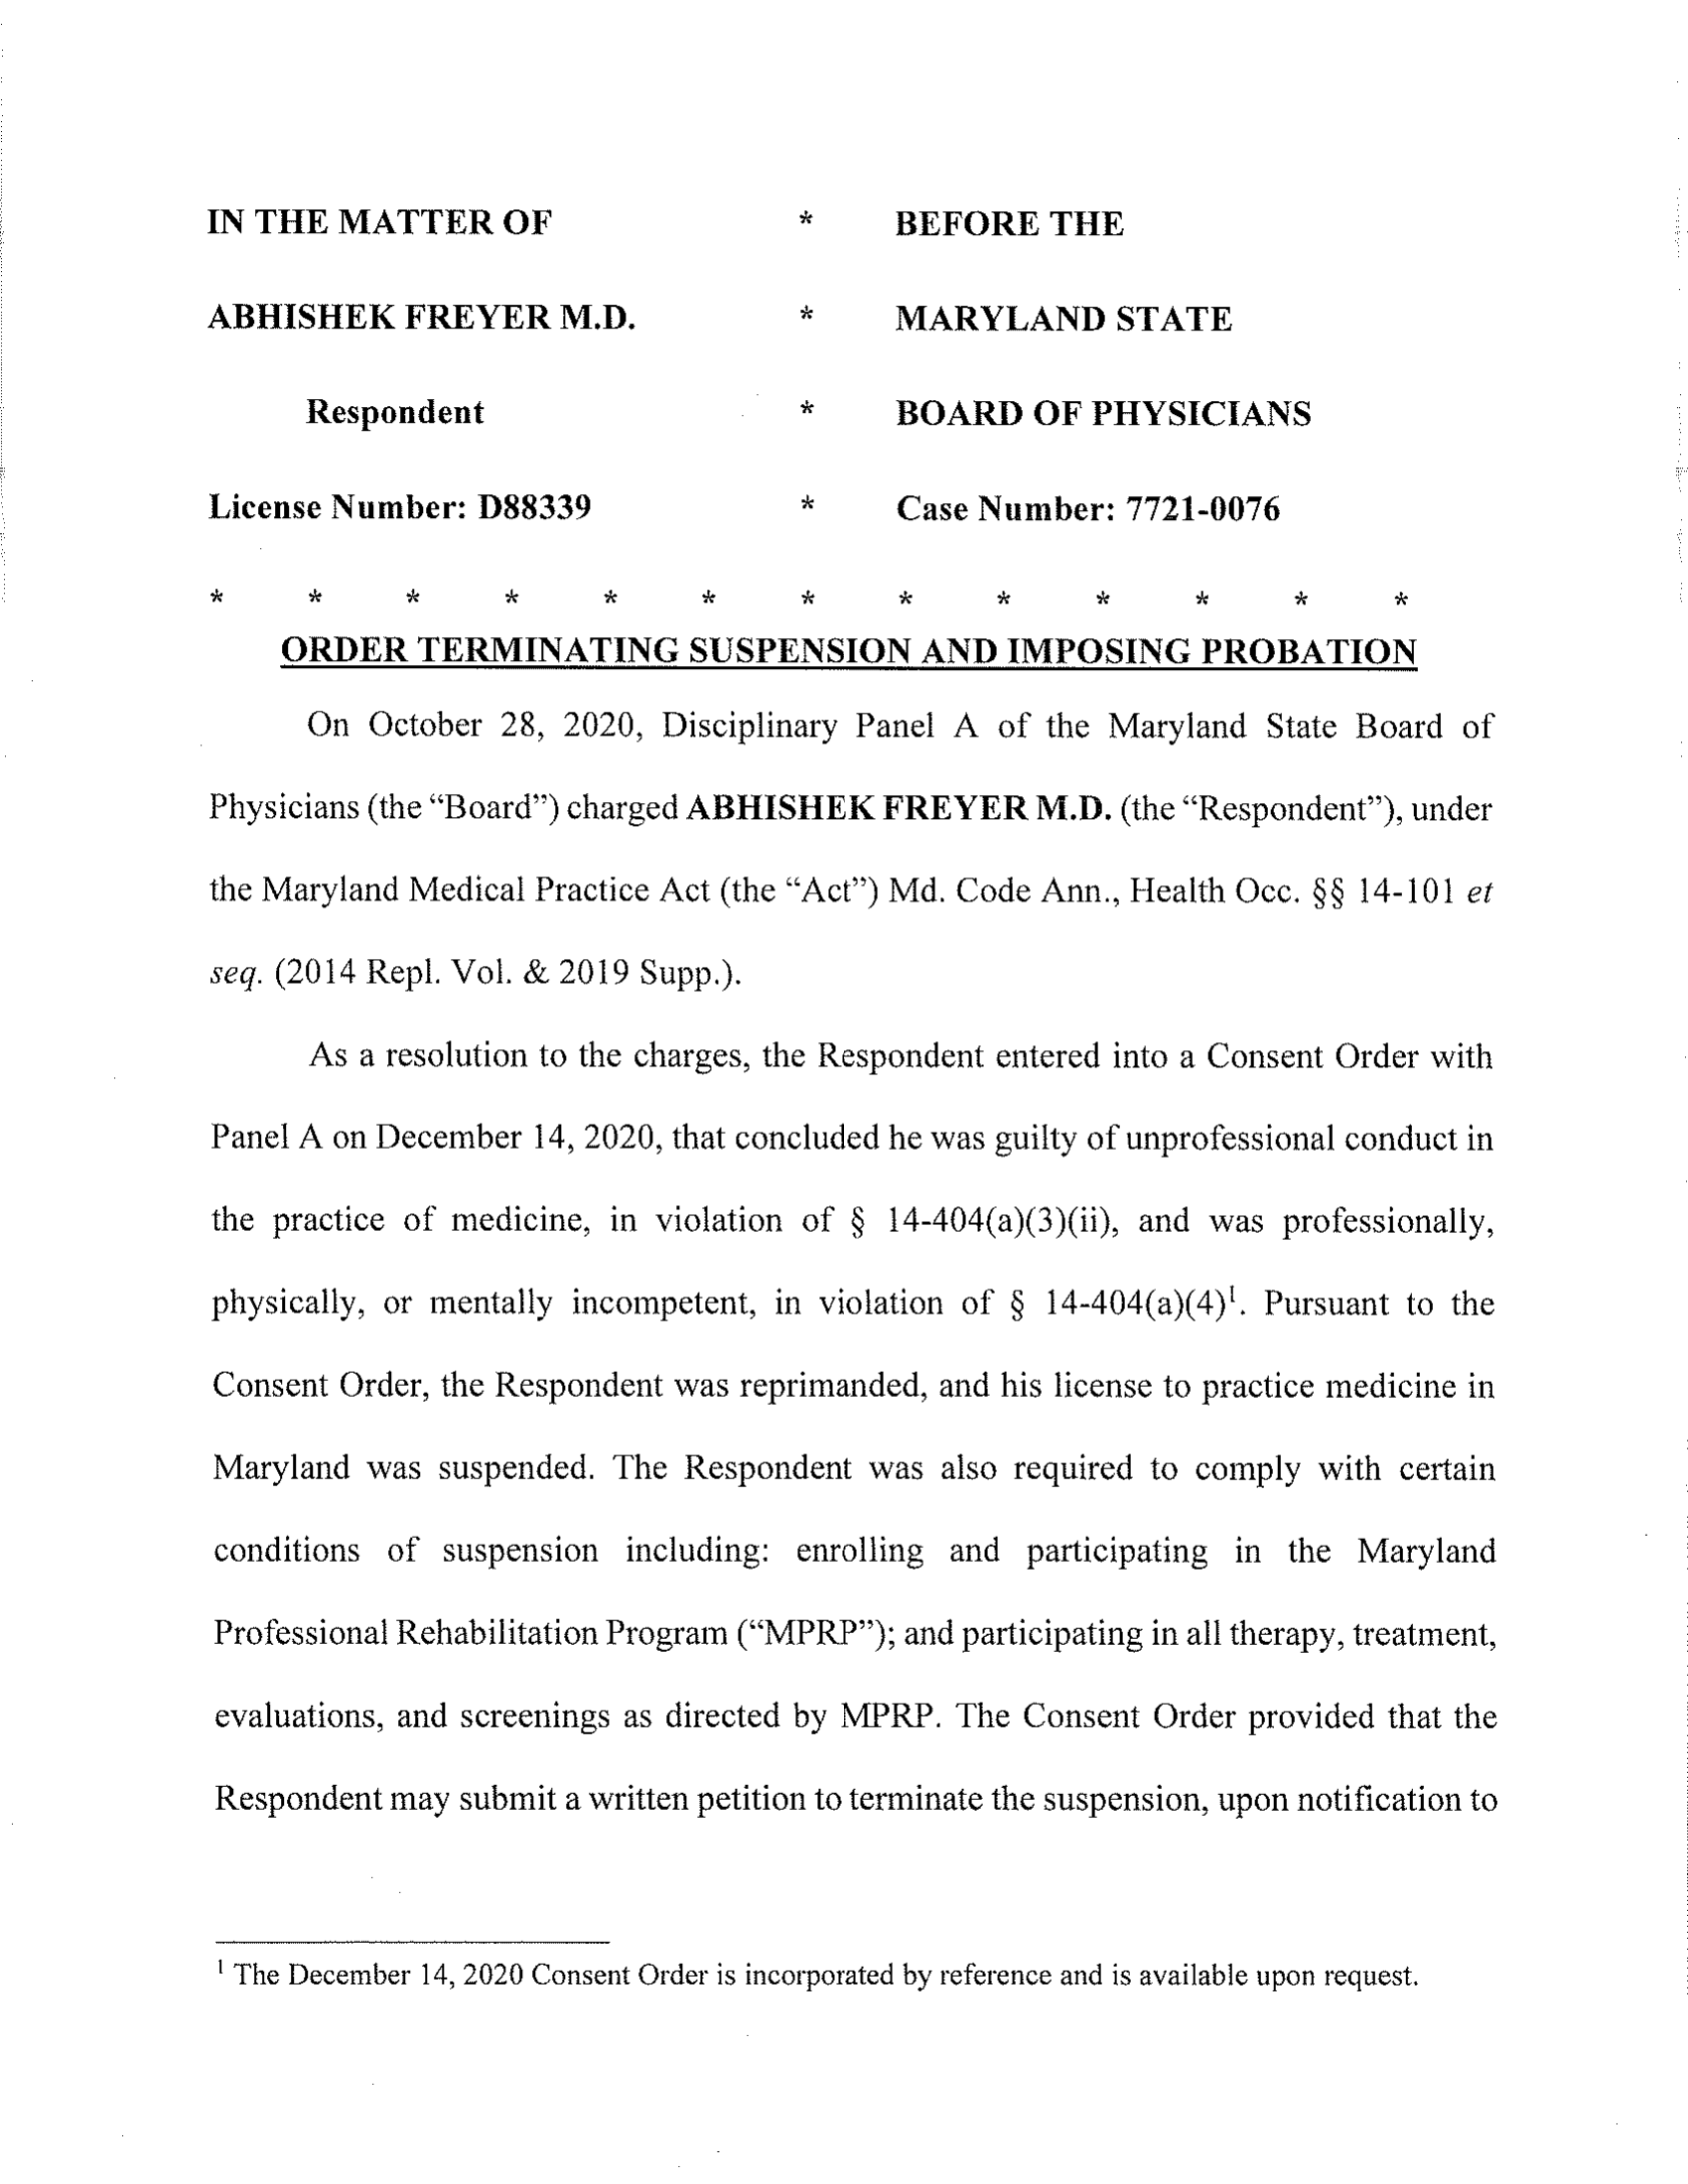 IN THE MATTER OF * BEFORE THE
ABHISHEK FREYER M.D. * MARYLAND STATE
Respondent * BOARD OF PHYSICIANS
License Number: D88339 * Case Number: 7721-0076
* * * * * * * * * * * * *
ORDER TERMINATING SUSPENSION AND IMPOSING PROBATION
On October 28, 2020, Disciplinary Panel A of the Maryland State Board of
Physicians (the “Board”) charged ABHISHEK FREYER M.D. (the “Respondent”), under
the Maryland Medical Practice Act (the “Act”) Md. Code Ann., Health Occ. §§ 14-101 et
seq. (2014 Repl. Vol. & 2019 Supp.).
As a resolution to the charges, the Respondent entered into a Consent Order with
Panel A on December 14, 2020, that concluded he was guilty of unprofessional conduct in
the practice of medicine, in violation of § 14-404(a)(3)(ii), and was professionally,
physically, or mentally incompetent, in violation of § 14-404(a)(4)¹. Pursuant to the
Consent Order, the Respondent was reprimanded, and his license to practice medicine in
Maryland was suspended. The Respondent was also required to comply with certain
conditions of suspension including: enrolling and participating in the Maryland
Professional Rehabilitation Program (“MPRP”); and participating in all therapy, treatment,
evaluations, and screenings as directed by MPRP. The Consent Order provided that the
Respondent may submit a written petition to terminate the suspension, upon notification to
¹ The December 14, 2020 Consent Order is incorporated by reference and is available upon request.